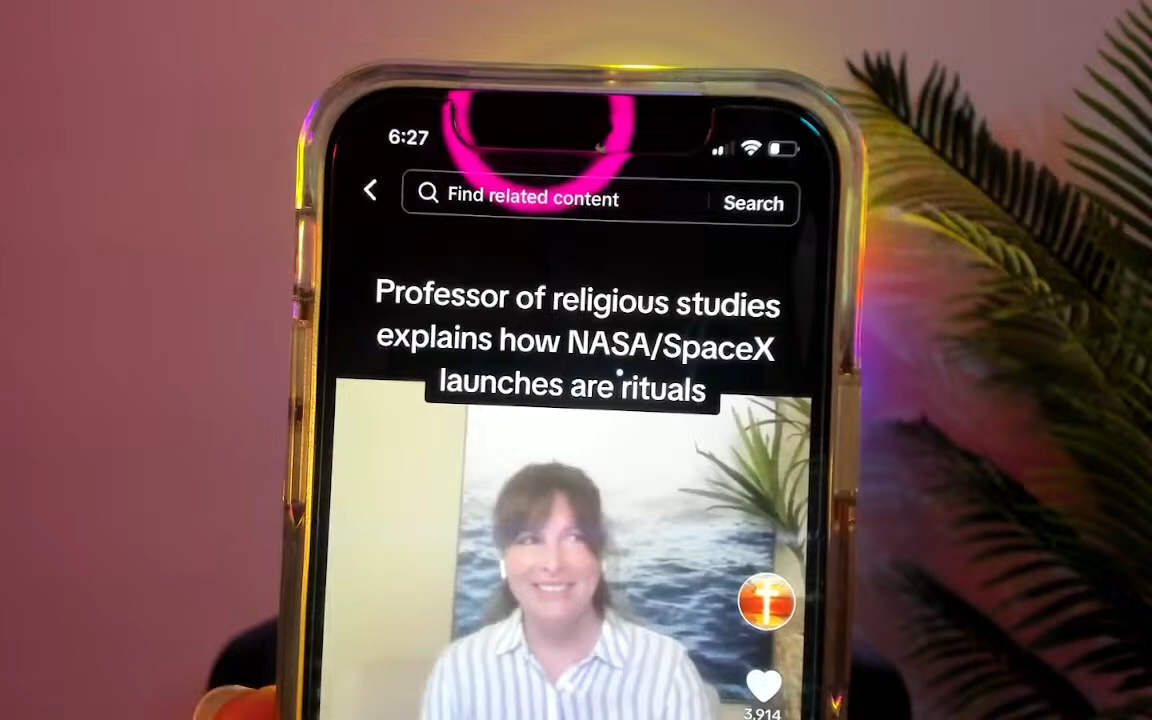 6:27
Find related content
Search
Professor of religious studies
explains how NASA/SpaceX
launches are rituals
3,914